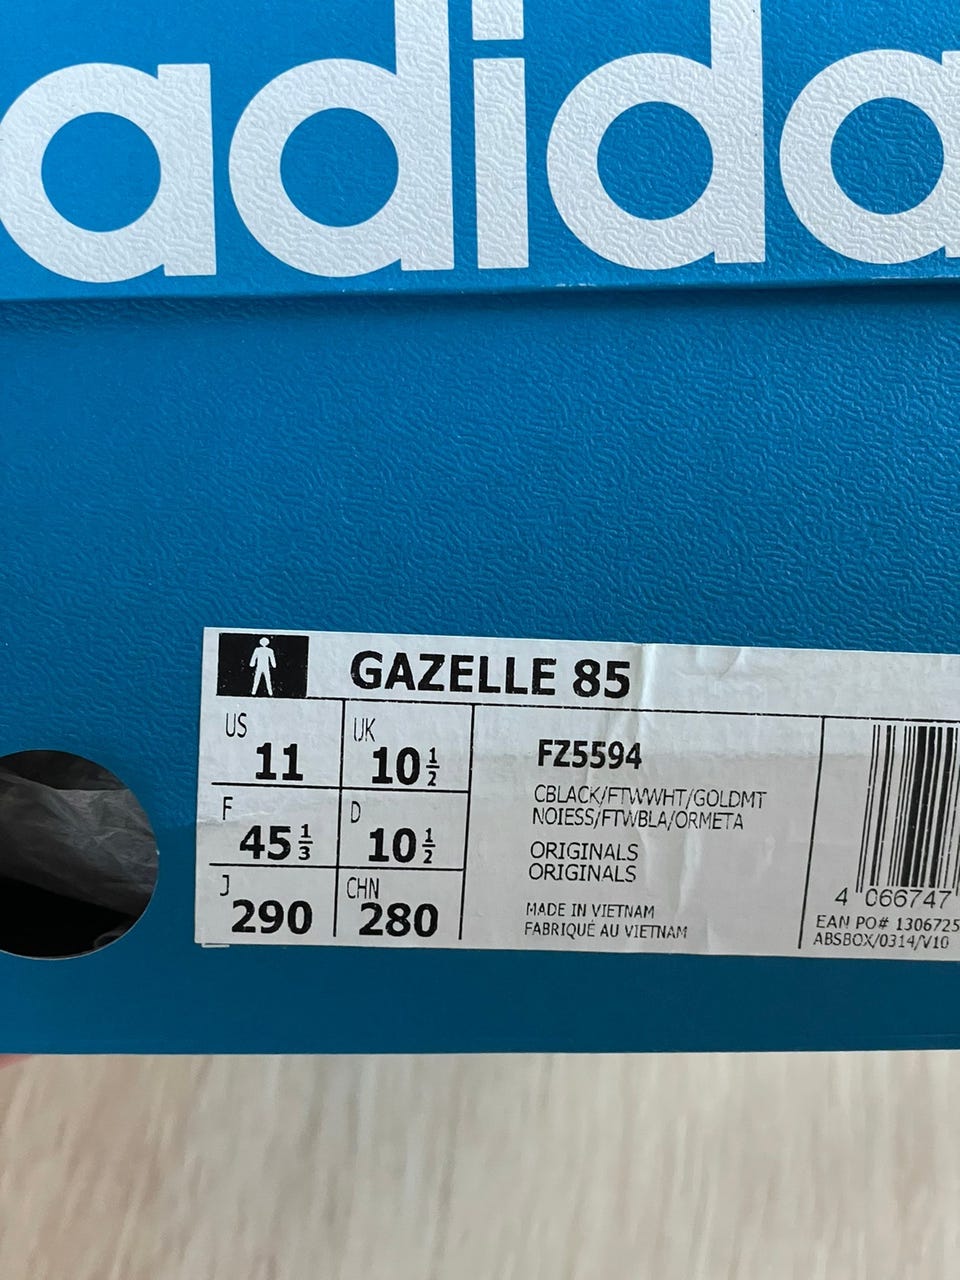 adida
GAZELLE 85
US 11
UK 10 1/2
F 45 1/3
D 10 1/2
J 290
CHN 280
FZ5594
CBLACK/FTWWHT/GOLDMT
NOIESS/FTWBLA/ORMETA
ORIGINALS
ORIGINALS
MADE IN VIETNAM
FABRIQUÉ AU VIETNAM
4 066747
EAN PO# 1306725
ABSBOX/0314/V10